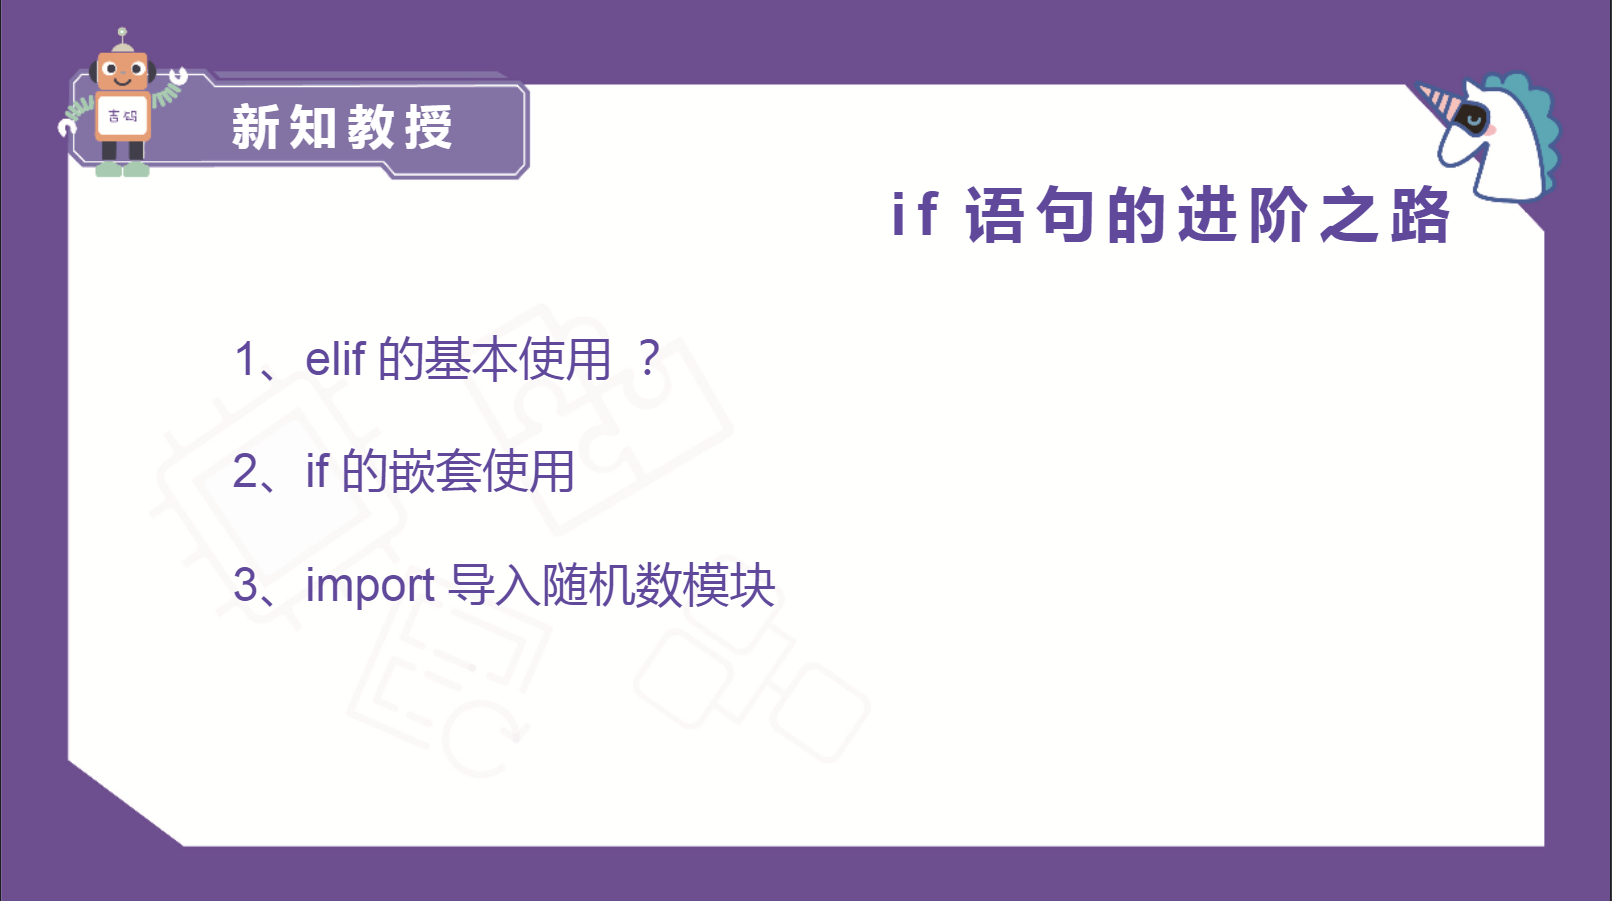 吉码
新知教授
if 语句的进阶之路
1、elif 的基本使用 ？
2、if 的嵌套使用
3、import 导入随机数模块